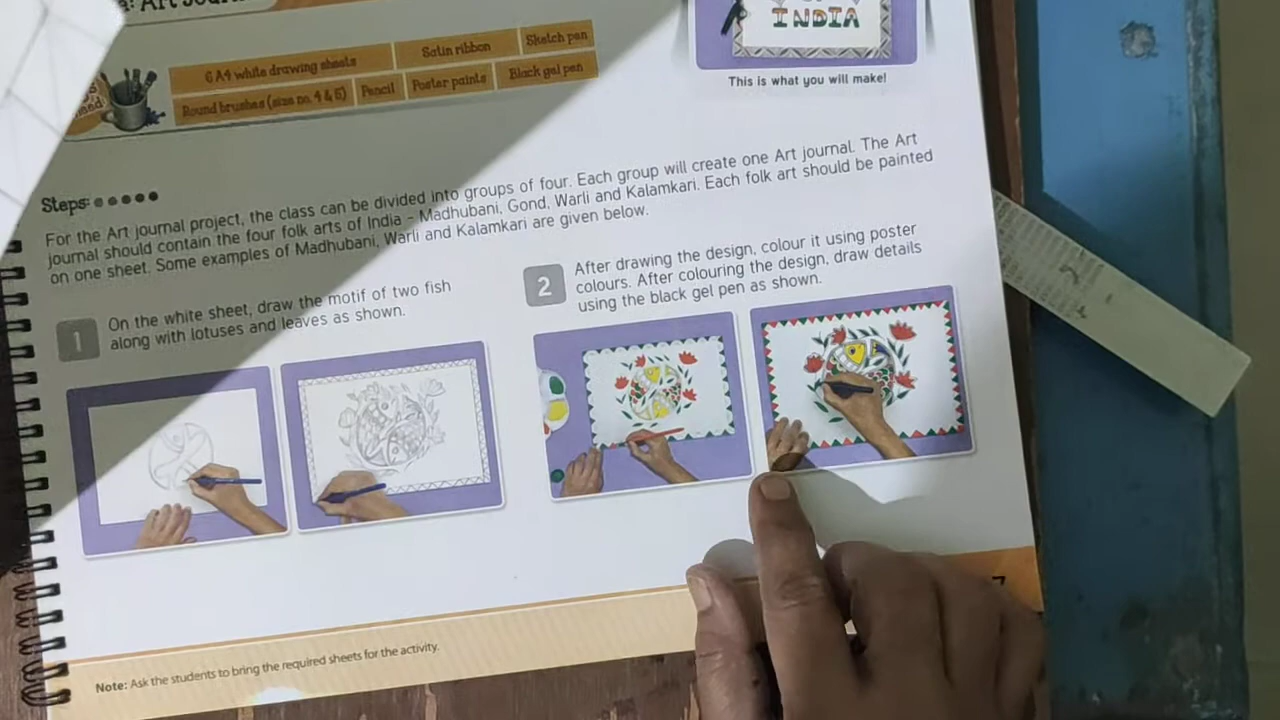 Art
INDIA
This is what you will make!
6 A4 white drawing sheets
Satin ribbon
Sketch pen
Round brushes (size no. 4 & 5)
Pencil
Poster paints
Black gel pen
Steps:
For the Art journal project, the class can be divided into groups of four. Each group will create one Art journal. The Art
journal should contain the four folk arts of India - Madhubani, Gond, Warli and Kalamkari. Each folk art should be painted
on one sheet. Some examples of Madhubani, Warli and Kalamkari are given below.
1
On the white sheet, draw the motif of two fish
along with lotuses and leaves as shown.
2
After drawing the design, colour it using poster
colours. After colouring the design, draw details
using the black gel pen as shown.
7
Note: Ask the students to bring the required sheets for the activity.